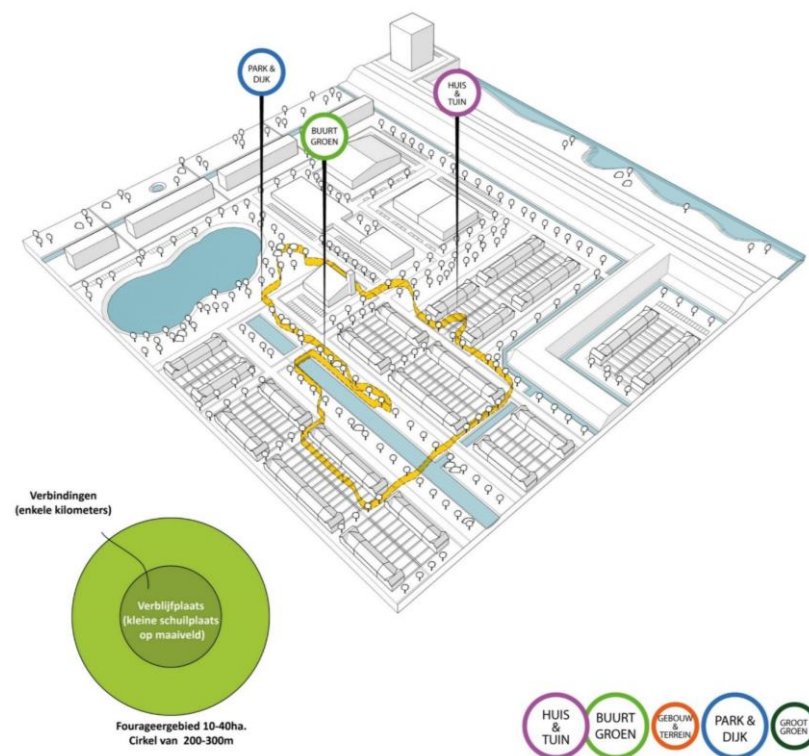 PARK &
DIJK
HUIS
&
TUIN
BUURT
GROEN
Verbindingen
(enkele kilometers)
Verblijfplaats
(kleine schuilplaats
op maaiveld)
Fourageergebied 10-40ha.
Cirkel van 200-300m
HUIS
&
TUIN
BUURT
GROEN
GEBOUW
&
TERREIN
PARK &
DIJK
GROOT
GROEN